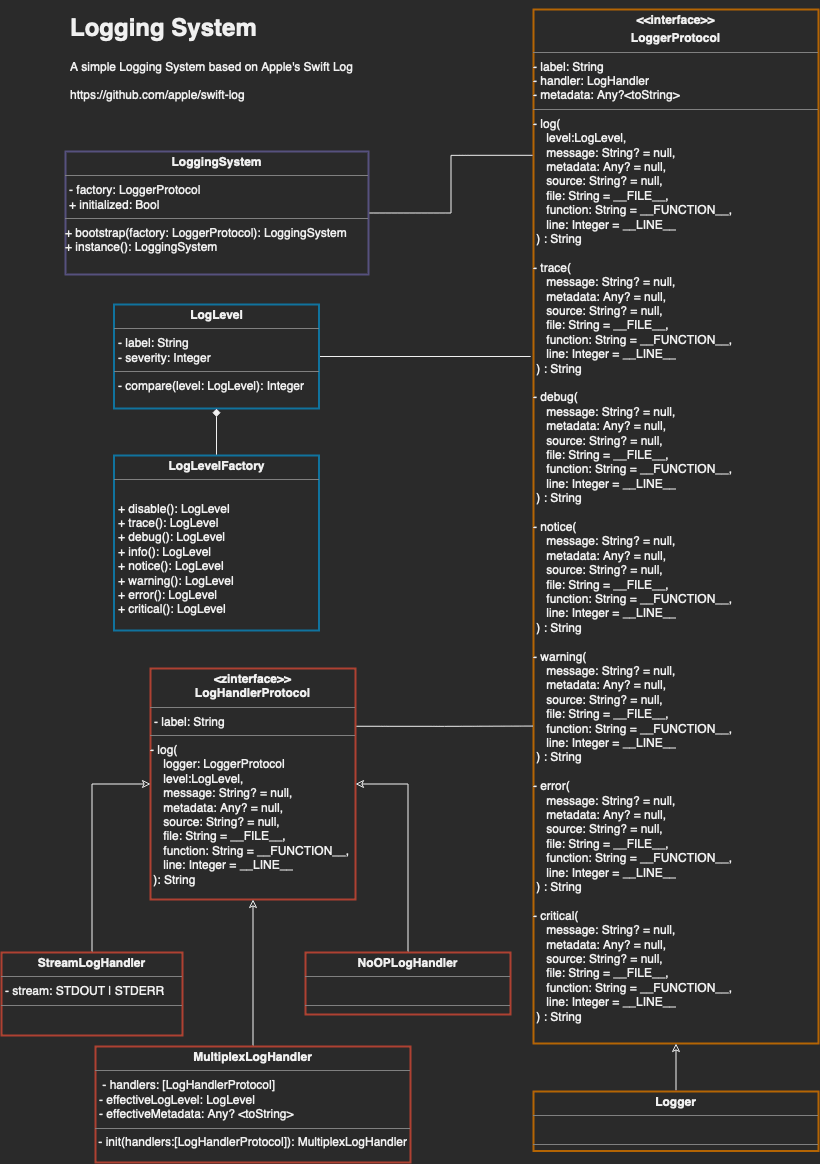 Logging System
A simple Logging System based on Apple's Swift Log
https://github.com/apple/swift-log
LoggingSystem
- factory: LoggerProtocol
+ initialized: Bool
+ bootstrap(factory: LoggerProtocol): LoggingSystem
+ instance(): LoggingSystem
LogLevel
- label: String
- severity: Integer
- compare(level: LogLevel): Integer
LogLevelFactory
+ disable(): LogLevel
+ trace(): LogLevel
+ debug(): LogLevel
+ info(): LogLevel
+ notice(): LogLevel
+ warning(): LogLevel
+ error(): LogLevel
+ critical(): LogLevel
<zinterface>>
LogHandlerProtocol
- label: String
- log(
logger: LoggerProtocol
level:LogLevel,
message: String? = null,
metadata: Any? = null,
source: String? = null,
file: String = __FILE__,
function: String = __FUNCTION__,
line: Integer = __LINE__
): String
StreamLogHandler
- stream: STDOUT | STDERR
NoOPLogHandler
MultiplexLogHandler
- handlers: [LogHandlerProtocol]
- effectiveLogLevel: LogLevel
- effectiveMetadata: Any? <toString>
- init(handlers:[LogHandlerProtocol]): MultiplexLogHandler
<<interface>>
LoggerProtocol
- label: String
- handler: LogHandler
- metadata: Any?<toString>
- log(
level:LogLevel,
message: String? = null,
metadata: Any? = null,
source: String? = null,
file: String = __FILE__,
function: String = __FUNCTION__,
line: Integer = __LINE__
) : String
- trace(
message: String? = null,
metadata: Any? = null,
source: String? = null,
file: String = __FILE__,
function: String = __FUNCTION__,
line: Integer = __LINE__
) : String
- debug(
message: String? = null,
metadata: Any? = null,
source: String? = null,
file: String = __FILE__,
function: String = __FUNCTION__,
line: Integer = __LINE__
) : String
- notice(
message: String? = null,
metadata: Any? = null,
source: String? = null,
file: String = __FILE__,
function: String = __FUNCTION__,
line: Integer = __LINE__
) : String
- warning(
message: String? = null,
metadata: Any? = null,
source: String? = null,
file: String = __FILE__,
function: String = __FUNCTION__,
line: Integer = __LINE__
) : String
- error(
message: String? = null,
metadata: Any? = null,
source: String? = null,
file: String = __FILE__,
function: String = __FUNCTION__,
line: Integer = __LINE__
) : String
- critical(
message: String? = null,
metadata: Any? = null,
source: String? = null,
file: String = __FILE__,
function: String = __FUNCTION__,
line: Integer = __LINE__
) : String
Logger